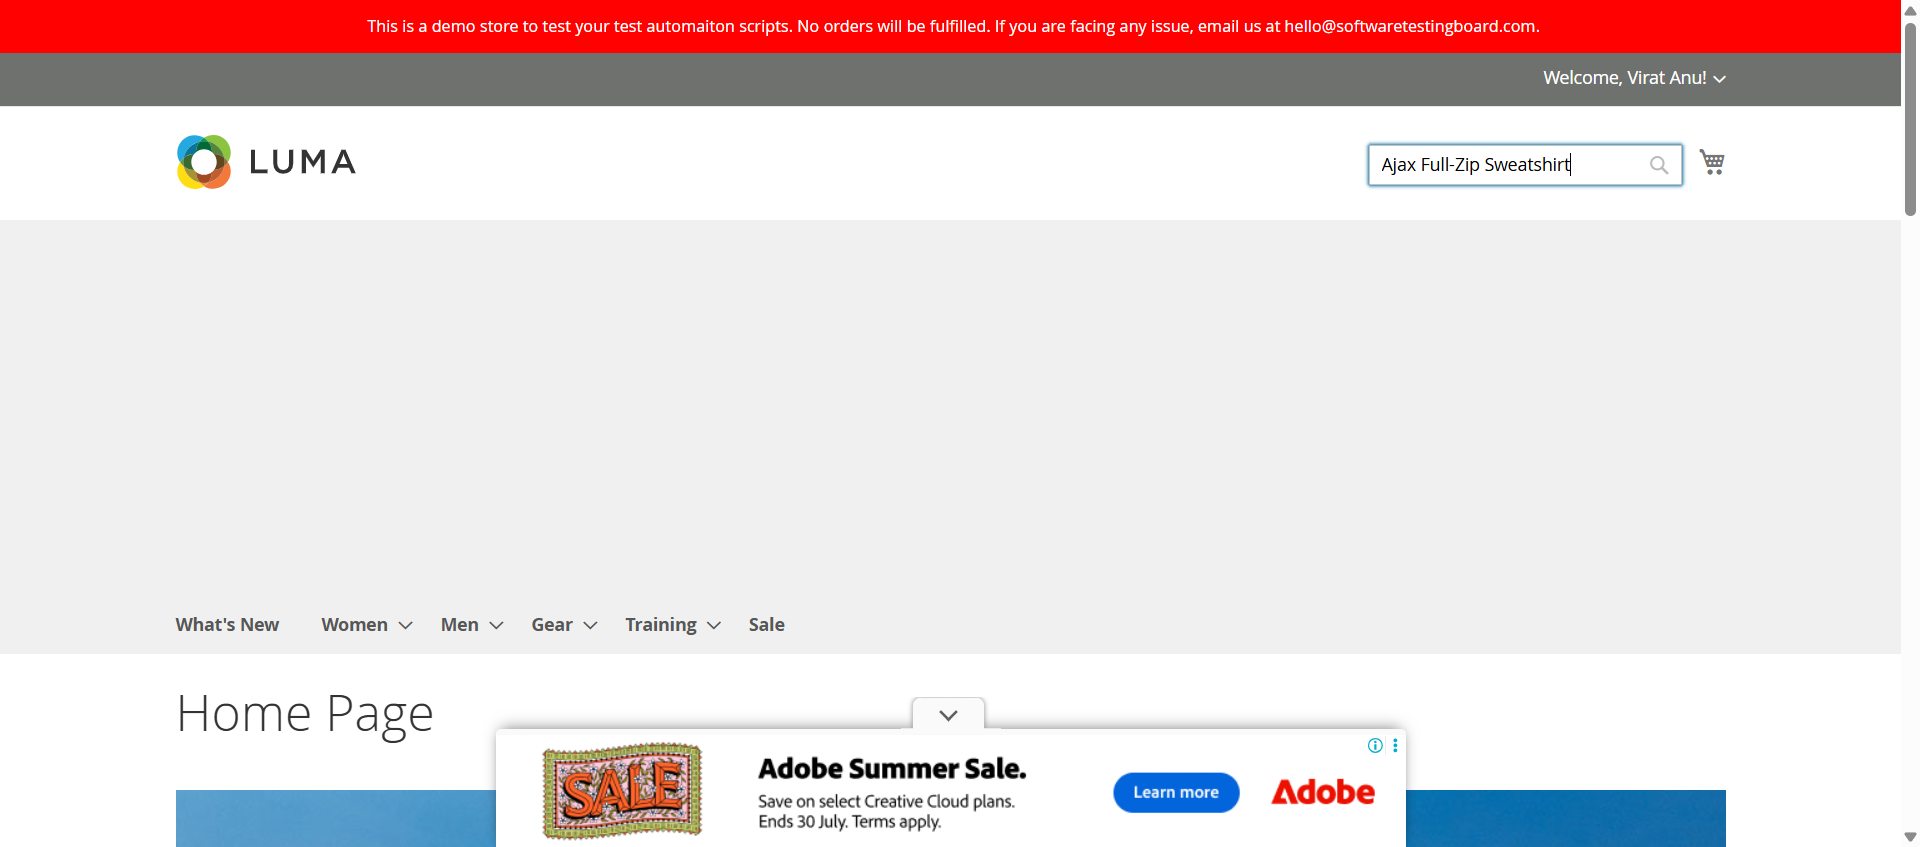 This is a demo store to test your test automaiton scripts. No orders will be fulfilled. If you are facing any issue, email us at hello@softwaretestingboard.com.
Welcome, Virat Anu!
LUMA
Ajax Full-Zip Sweatshirt
What's New
Women
Men
Gear
Training
Sale
Home Page
SALE
Adobe Summer Sale.
Save on select Creative Cloud plans.
Ends 30 July. Terms apply.
Learn more
Adobe